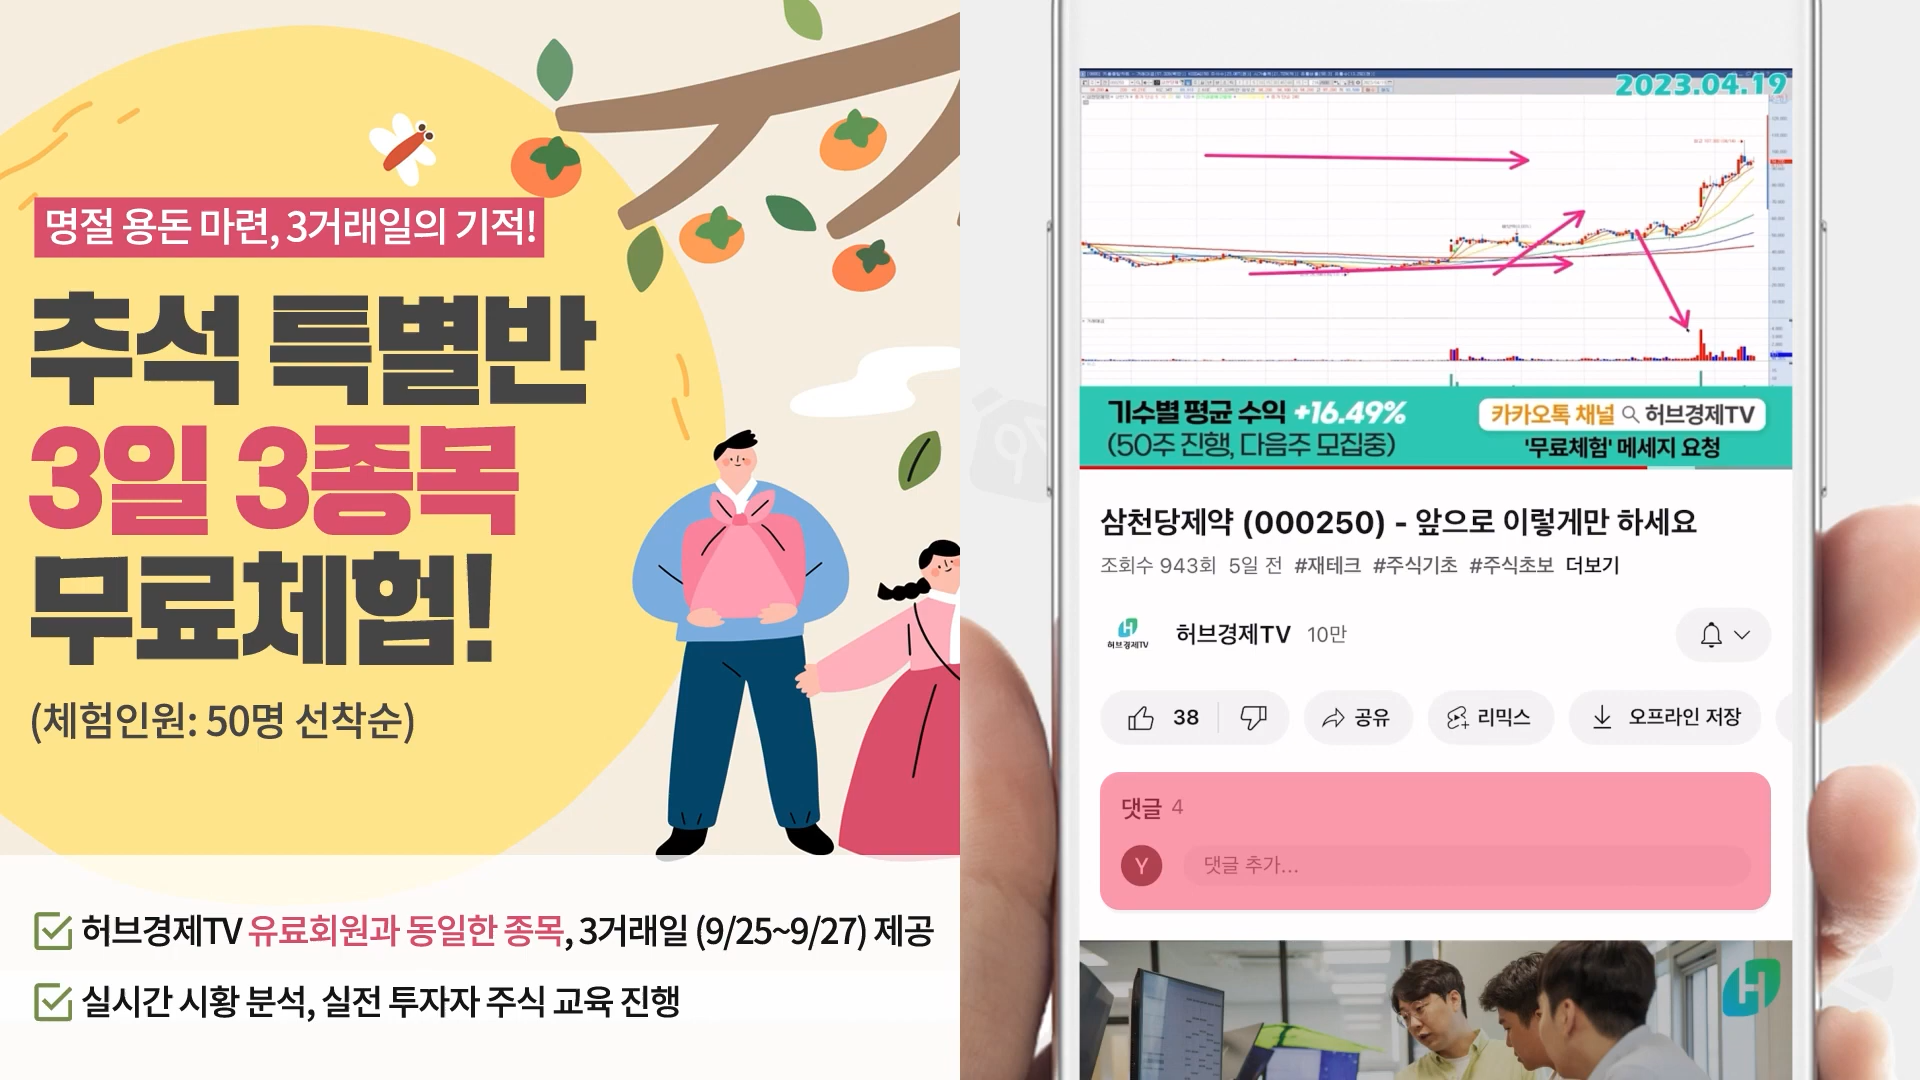 명절 용돈 마련, 3거래일의 기적!
추석 특별반
3일 3종목
무료체험!
(체험인원: 50명 선착순)
허브경제TV 유료회원과 동일한 종목, 3거래일 (9/25~9/27) 제공
실시간 시황 분석, 실전 투자자 주식 교육 진행
2023.04.19
기수별 평균 수익 +16.49%
(50주 진행, 다음주 모집중)
카카오톡 채널 허브경제TV
'무료체험' 메세지 요청
삼천당제약 (000250) - 앞으로 이렇게만 하세요
조회수 943회 5일 전 #재테크 #주식기초 #주식초보 더보기
허브경제TV
허브경제TV 10만
38
공유
리믹스
오프라인 저장
댓글 4
Y
댓글 추가...